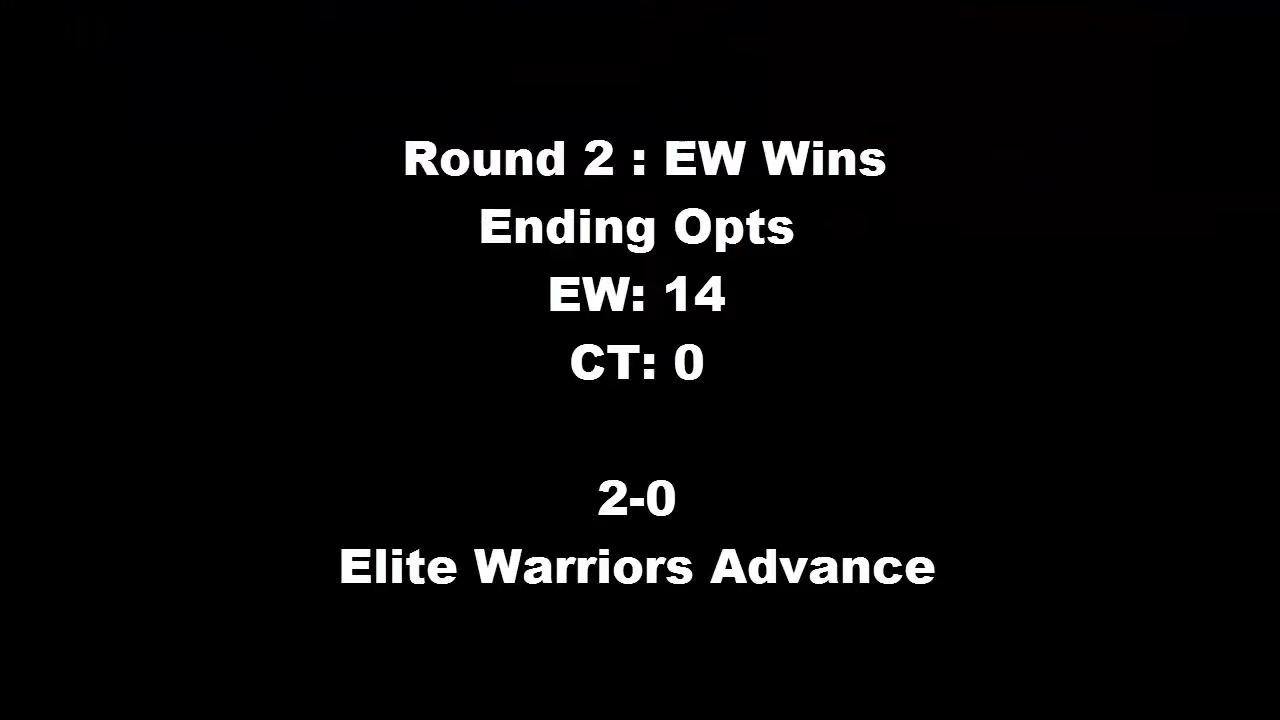 Round 2 : EW Wins
Ending Opts
EW: 14
CT: 0
2-0
Elite Warriors Advance